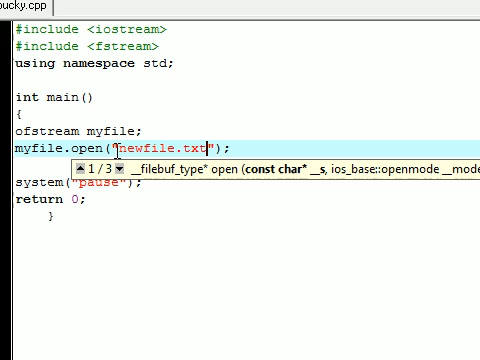 bucky.cpp
#include <iostream>
#include <fstream>
using namespace std;
int main()
{
ofstream myfile;
myfile.open("newfile.txt");
1 / 3 __filebuf_type* open (const char* __s, ios_base::openmode __mode
system("pause");
return 0;
}